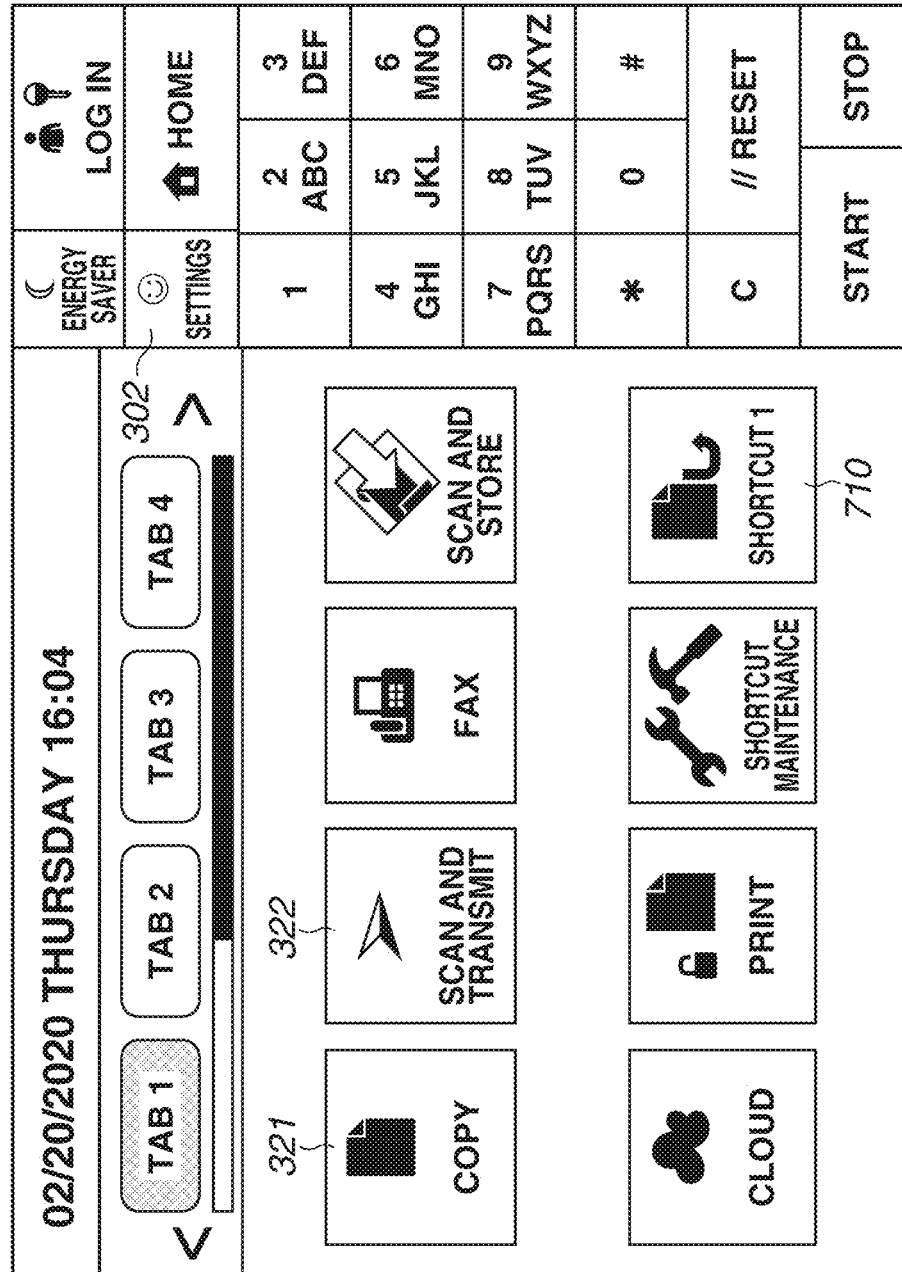 02/20/2020 THURSDAY 16:04
ENERGY
SAVER
LOG IN
< TAB 1 TAB 2 TAB 3 TAB 4 >
302
SETTINGS
HOME
321
322
COPY
SCAN AND
TRANSMIT
FAX
SCAN AND
STORE
CLOUD
PRINT
SHORTCUT
MAINTENANCE
SHORTCUT 1
710
1
2
ABC
3
DEF
4
GHI
5
JKL
6
MNO
7
PQRS
8
TUV
9
WXYZ
*
0
#
C
// RESET
START
STOP